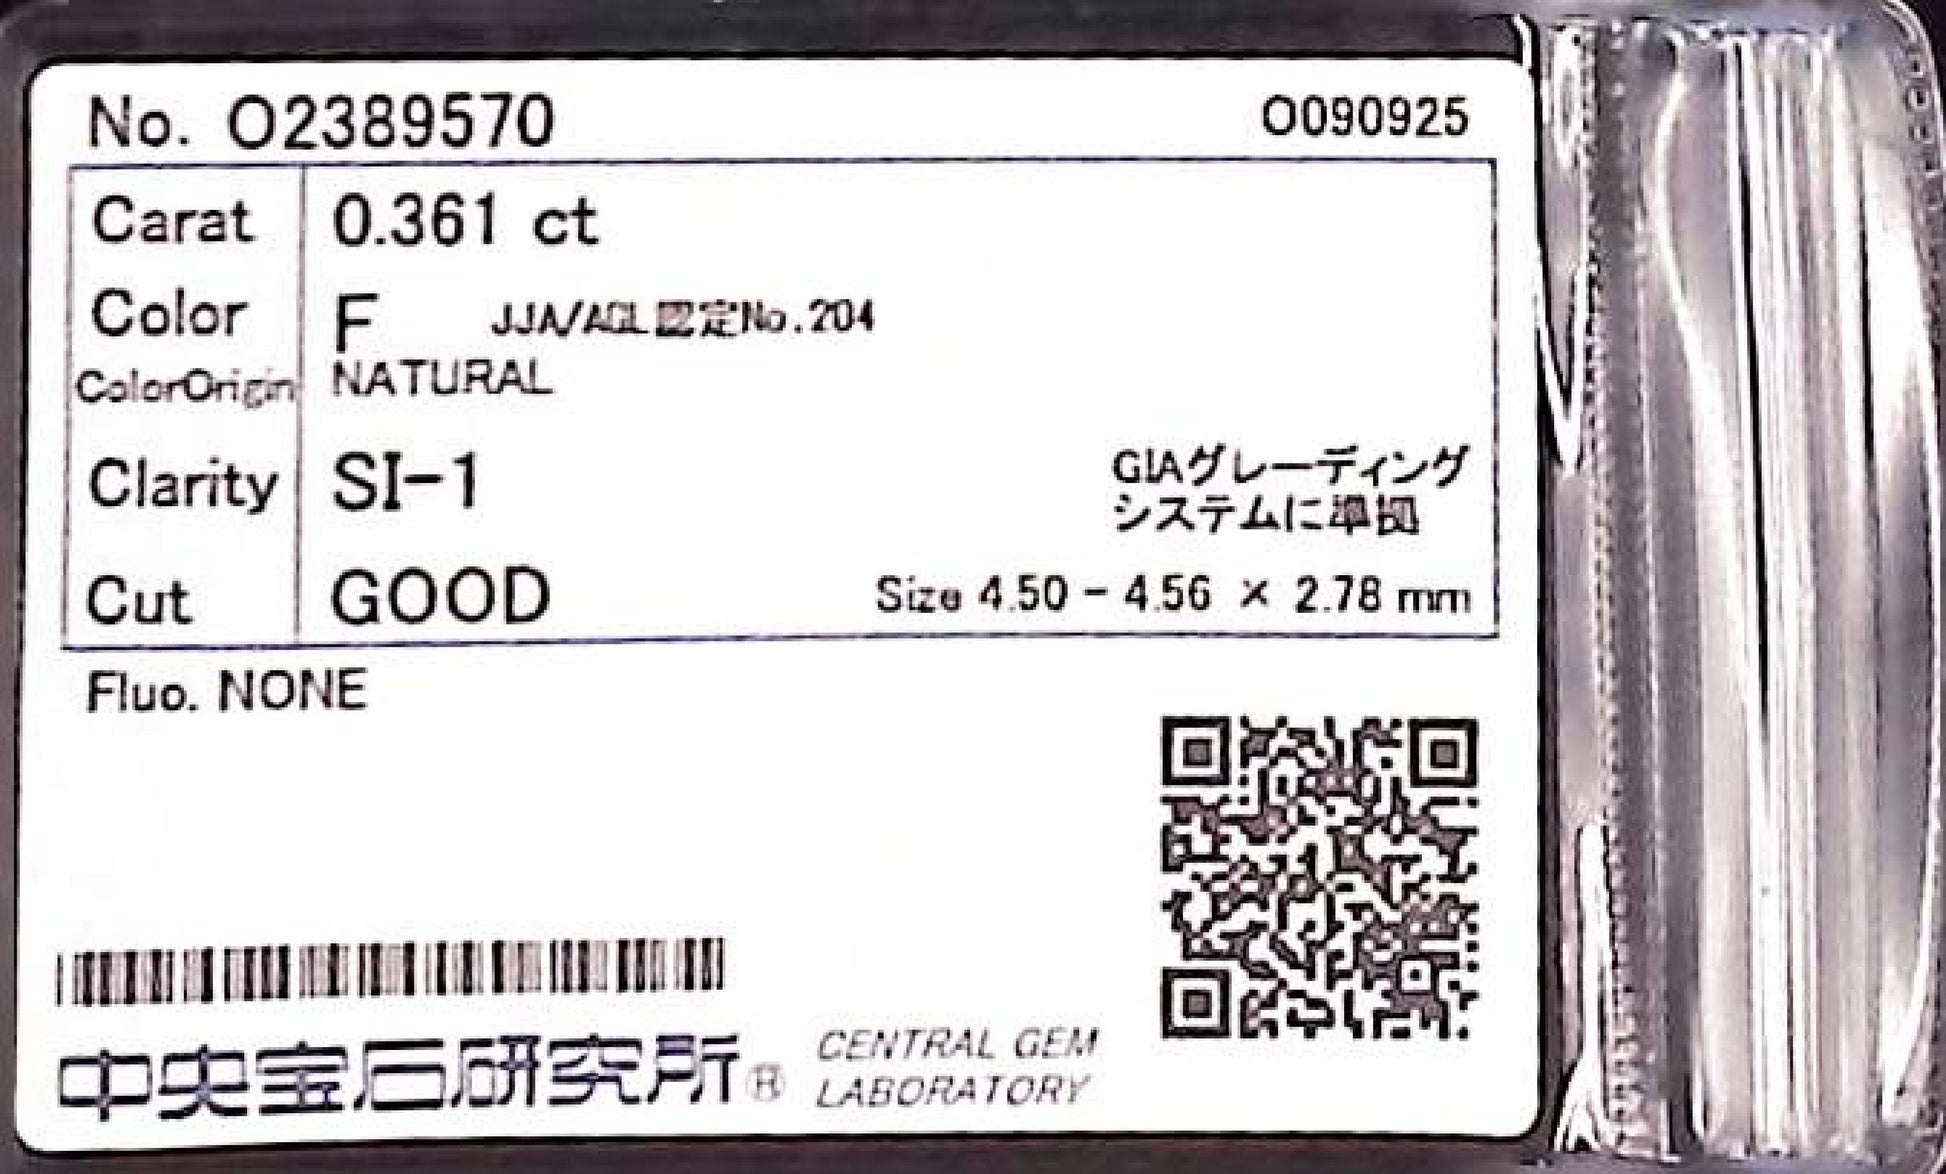 No. O2389570
O090925
Carat 0.361 ct
Color F JJA/AGL認定No.204
ColorOrigin NATURAL
Clarity SI-1
GIAグレーディング
システムに準拠
Cut GOOD
Size 4.50 - 4.56 × 2.78 mm
Fluo. NONE
中央宝石研究所® CENTRAL GEM
LABORATORY